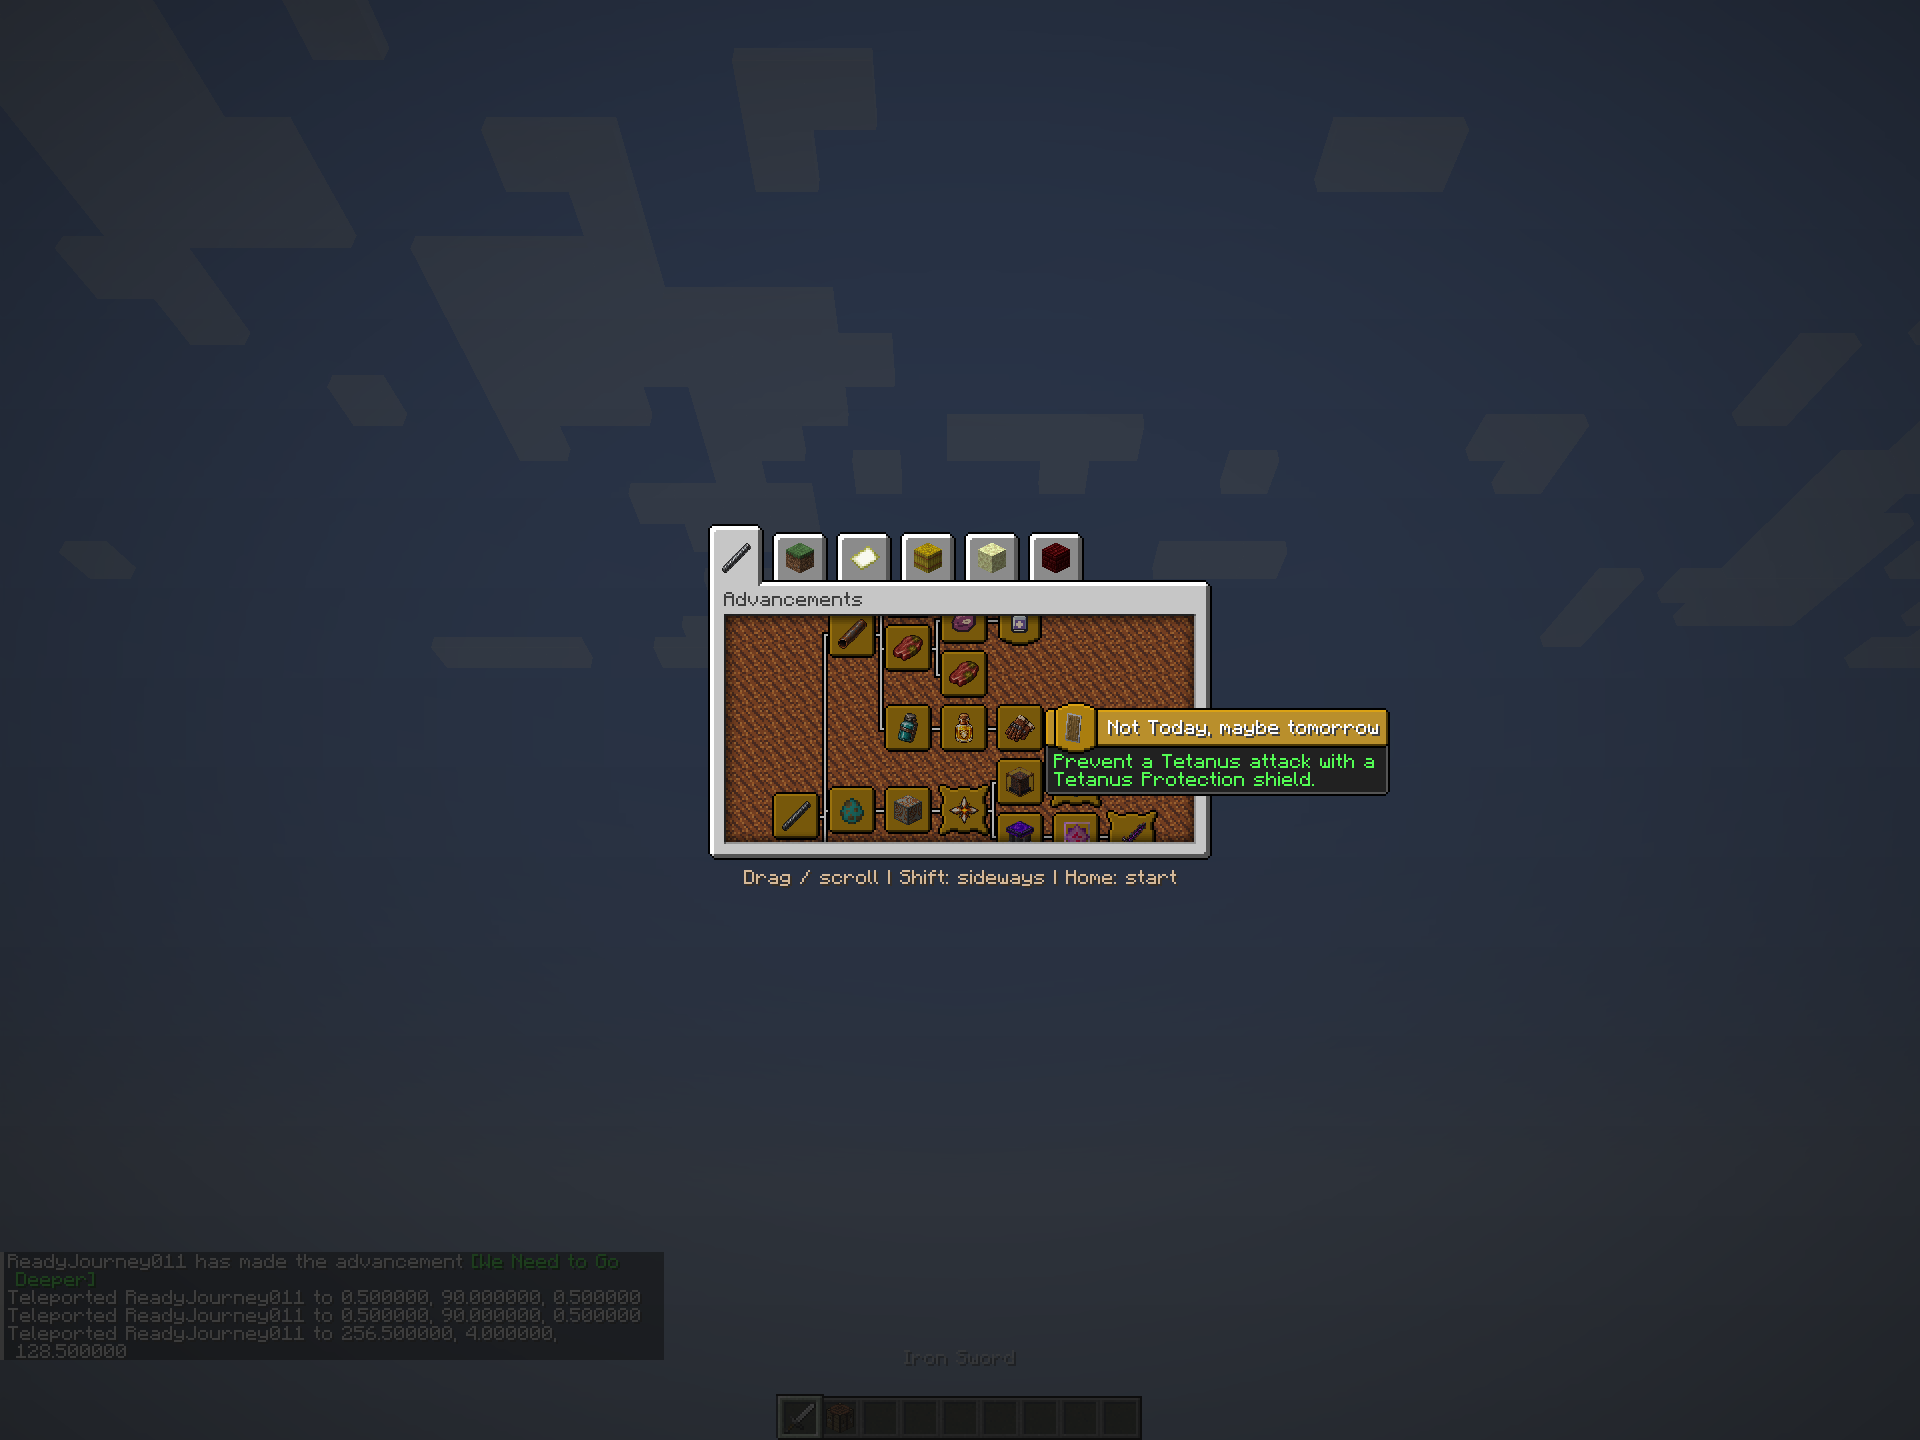 Advancements
Not Today, maybe tomorrow
Prevent a Tetanus attack with a
Tetanus Protection shield.
Drag / scroll | Shift: sideways | Home: start
ReadyJourney011 has made the advancement [We Need to Go
Deeper]
Teleported ReadyJourney011 to 0.500000, 90.000000, 0.500000
Teleported ReadyJourney011 to 0.500000, 90.000000, 0.500000
Teleported ReadyJourney011 to 256.500000, 4.000000,
128.500000
Iron Sword